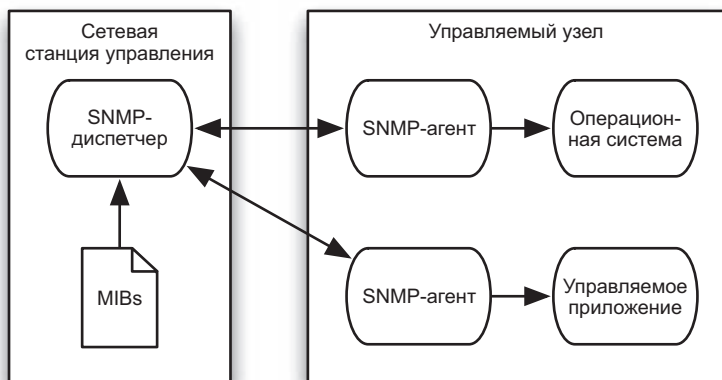 Сетевая
станция управления
Управляемый узел
SNMP-
диспетчер
SNMP-агент
Операцион-
ная система
MIBs
SNMP-агент
Управляемое
приложение